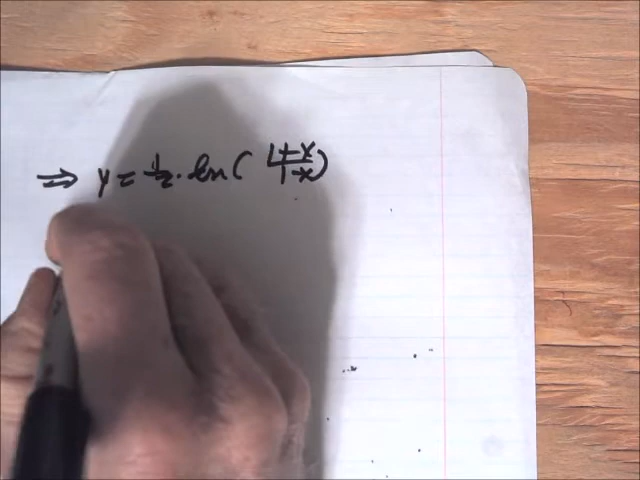 ⇒ y = 1/2 · ln( 1+x/1-x )